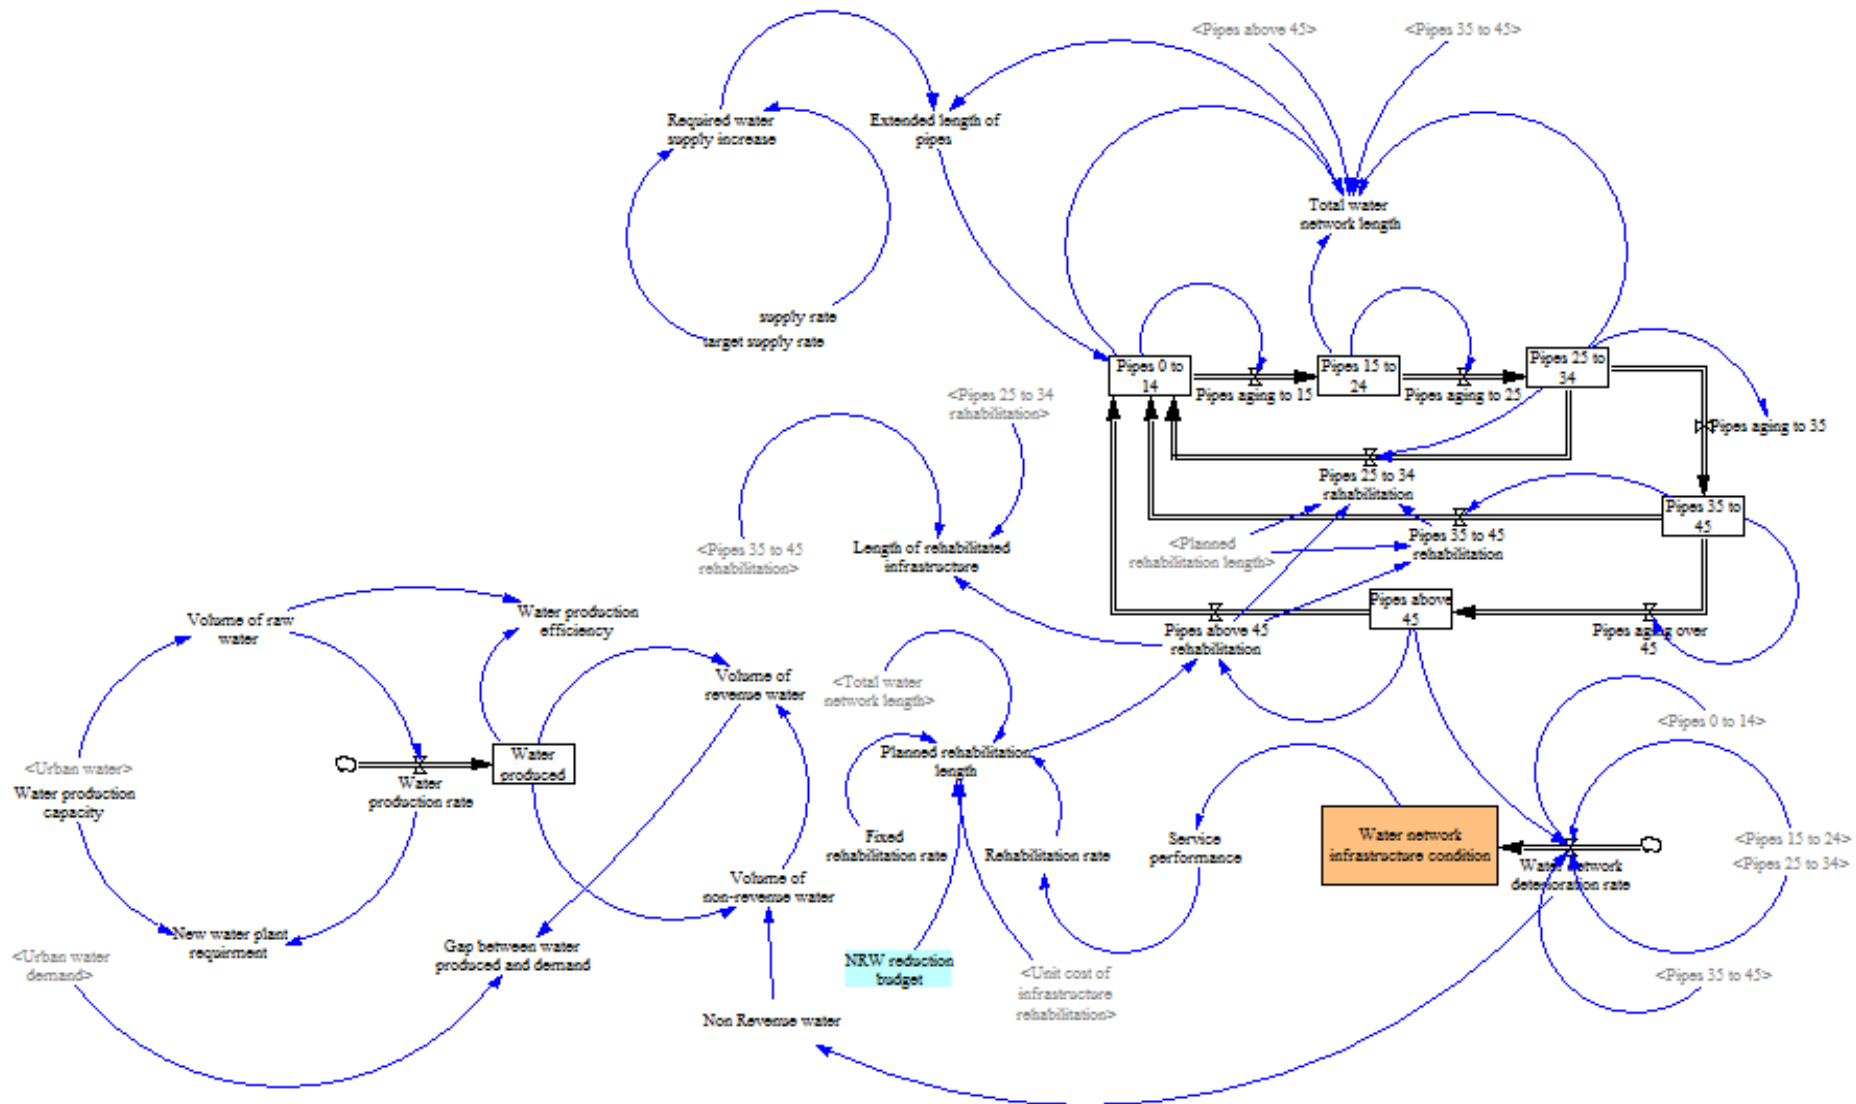 <Pipes above 45>
<Pipes 35 to 45>
Required water
supply increase
Extended length of
pipes
Total water
network length
supply rate
target supply rate
Pipes 0 to
14
Pipes aging to 15
Pipes 15 to
24
Pipes aging to 25
Pipes 25 to
34
Pipes aging to 35
<Pipes 25 to 34
rahabilitation>
Pipes 25 to 34
rahabilitation
Pipes 35 to
45
<Pipes 35 to 45
rehabilitation>
Length of rehabilitated
infrastructure
<Planned
rehabilitation length>
Pipes 35 to 45
rehabilitation
Pipes above
45
Pipes above 45
rehabilitation
Pipes aging over
45
Volume of raw
water
Water production
efficiency
Volume of
revenue water
<Total water
network length>
<Pipes 0 to 14>
Planned rehabilitation
length
<Urban water>
Water production
capacity
Water
production rate
Water
produced
Fixed
rehabilitation rate
Rehabilitation rate
Service
performance
Water network
infrastructure condition
Water network
deterioration rate
<Pipes 15 to 24>
<Pipes 25 to 34>
Volume of
non-revenue water
New water plant
requirment
Gap between water
produced and demand
<Urban water
demand>
NRW reduction
budget
<Unit cost of
infrastructure
rehabilitation>
<Pipes 35 to 45>
Non Revenue water